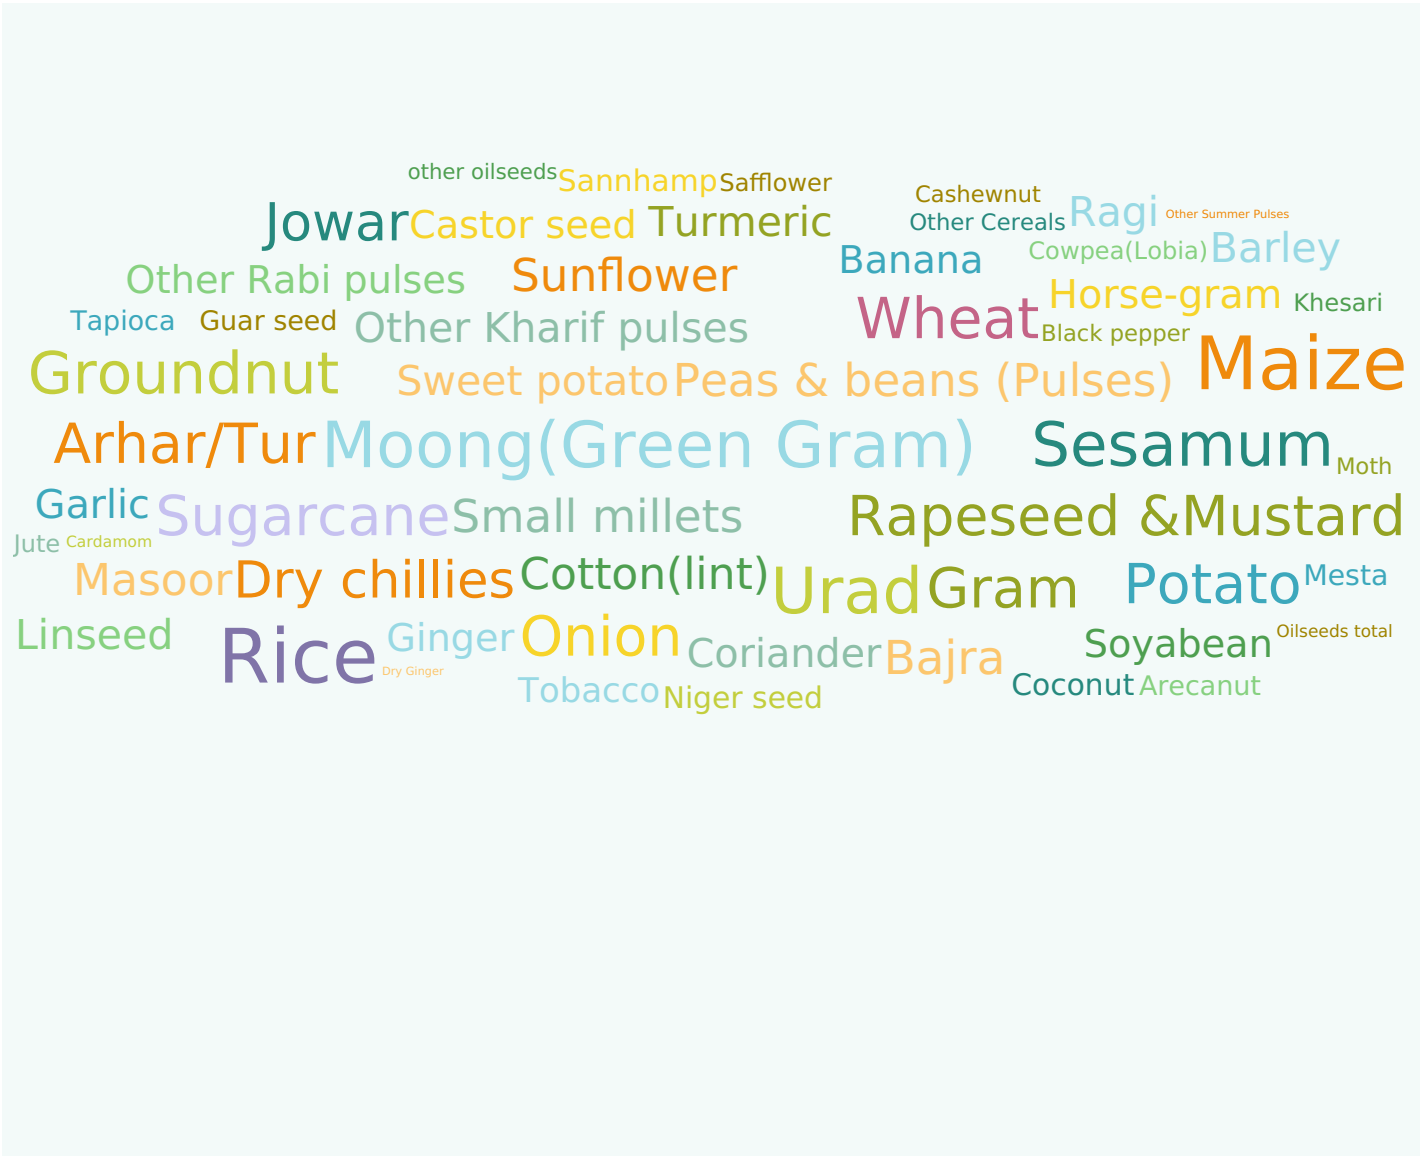 other oilseeds Sannhamp Safflower
Cashewnut
Jowar Castor seed Turmeric Other Cereals Ragi Other Summer Pulses
Other Rabi pulses Sunflower Banana Cowpea(Lobia) Barley
Tapioca Guar seed Other Kharif pulses Wheat Horse-gram Khesari
Black pepper
Groundnut Sweet potato Peas & beans (Pulses) Maize
Arhar/Tur Moong(Green Gram) Sesamum Moth
Garlic Sugarcane Small millets Rapeseed &Mustard
Jute Cardamom
Masoor Dry chillies Cotton(lint) Urad Gram Potato Mesta
Linseed Rice Ginger Onion Coriander Bajra Soyabean Oilseeds total
Dry Ginger
Tobacco Niger seed Coconut Arecanut